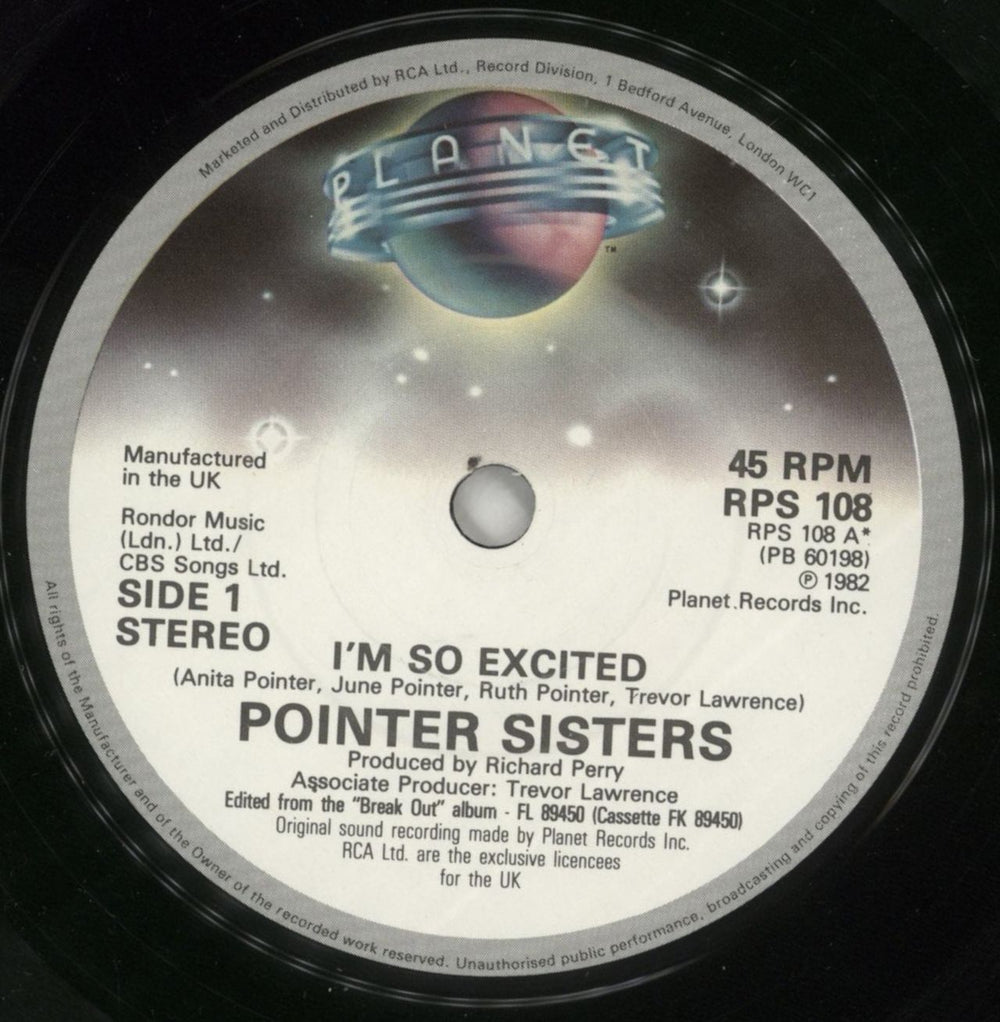 Marketed and Distributed by RCA Ltd., Record Division, 1 Bedford Avenue, London WC1
PLANET
TM
Manufactured
in the UK
Rondor Music
(Ldn.) Ltd./
CBS Songs Ltd.
SIDE 1
STEREO
45 RPM
RPS 108
RPS 108 A*
(PB 60198)
℗ 1982
Planet Records Inc.
I'M SO EXCITED
(Anita Pointer, June Pointer, Ruth Pointer, Trevor Lawrence)
POINTER SISTERS
Produced by Richard Perry
Associate Producer: Trevor Lawrence
Edited from the "Break Out" album - FL 89450 (Cassette FK 89450)
Original sound recording made by Planet Records Inc.
RCA Ltd. are the exclusive licencees
for the UK
All rights of the Manufacturer and of the Owner of the recorded work reserved. Unauthorised public performance, broadcasting and copying of this record prohibited.